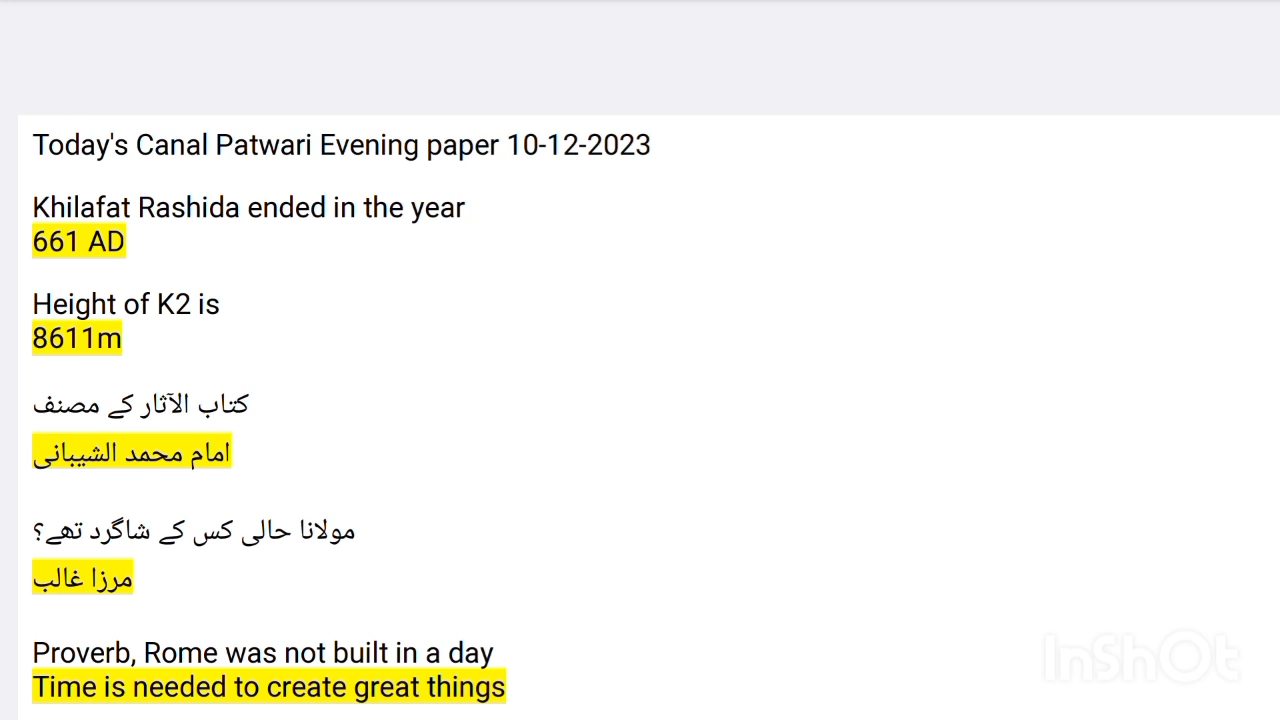 Today's Canal Patwari Evening paper 10-12-2023
Khilafat Rashida ended in the year
661 AD
Height of K2 is
8611m
کتاب الآثار کے مصنف
امام محمد الشیبانی
مولانا حالی کس کے شاگرد تھے؟
مرزا غالب
Proverb, Rome was not built in a day
Time is needed to create great things
InShOt